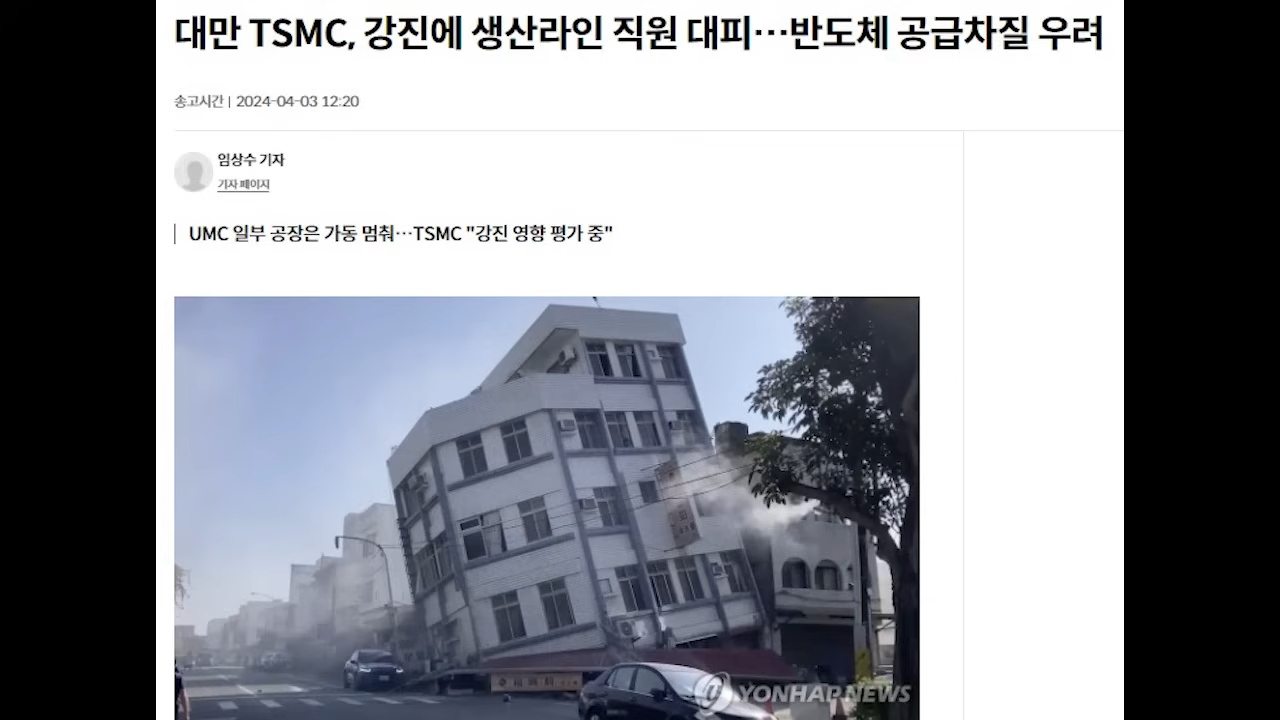 대만 TSMC, 강진에 생산라인 직원 대피…반도체 공급차질 우려
송고시간 | 2024-04-03 12:20
임상수 기자
기자 페이지
UMC 일부 공장은 가동 멈춰…TSMC "강진 영향 평가 중"
YONHAP NEWS